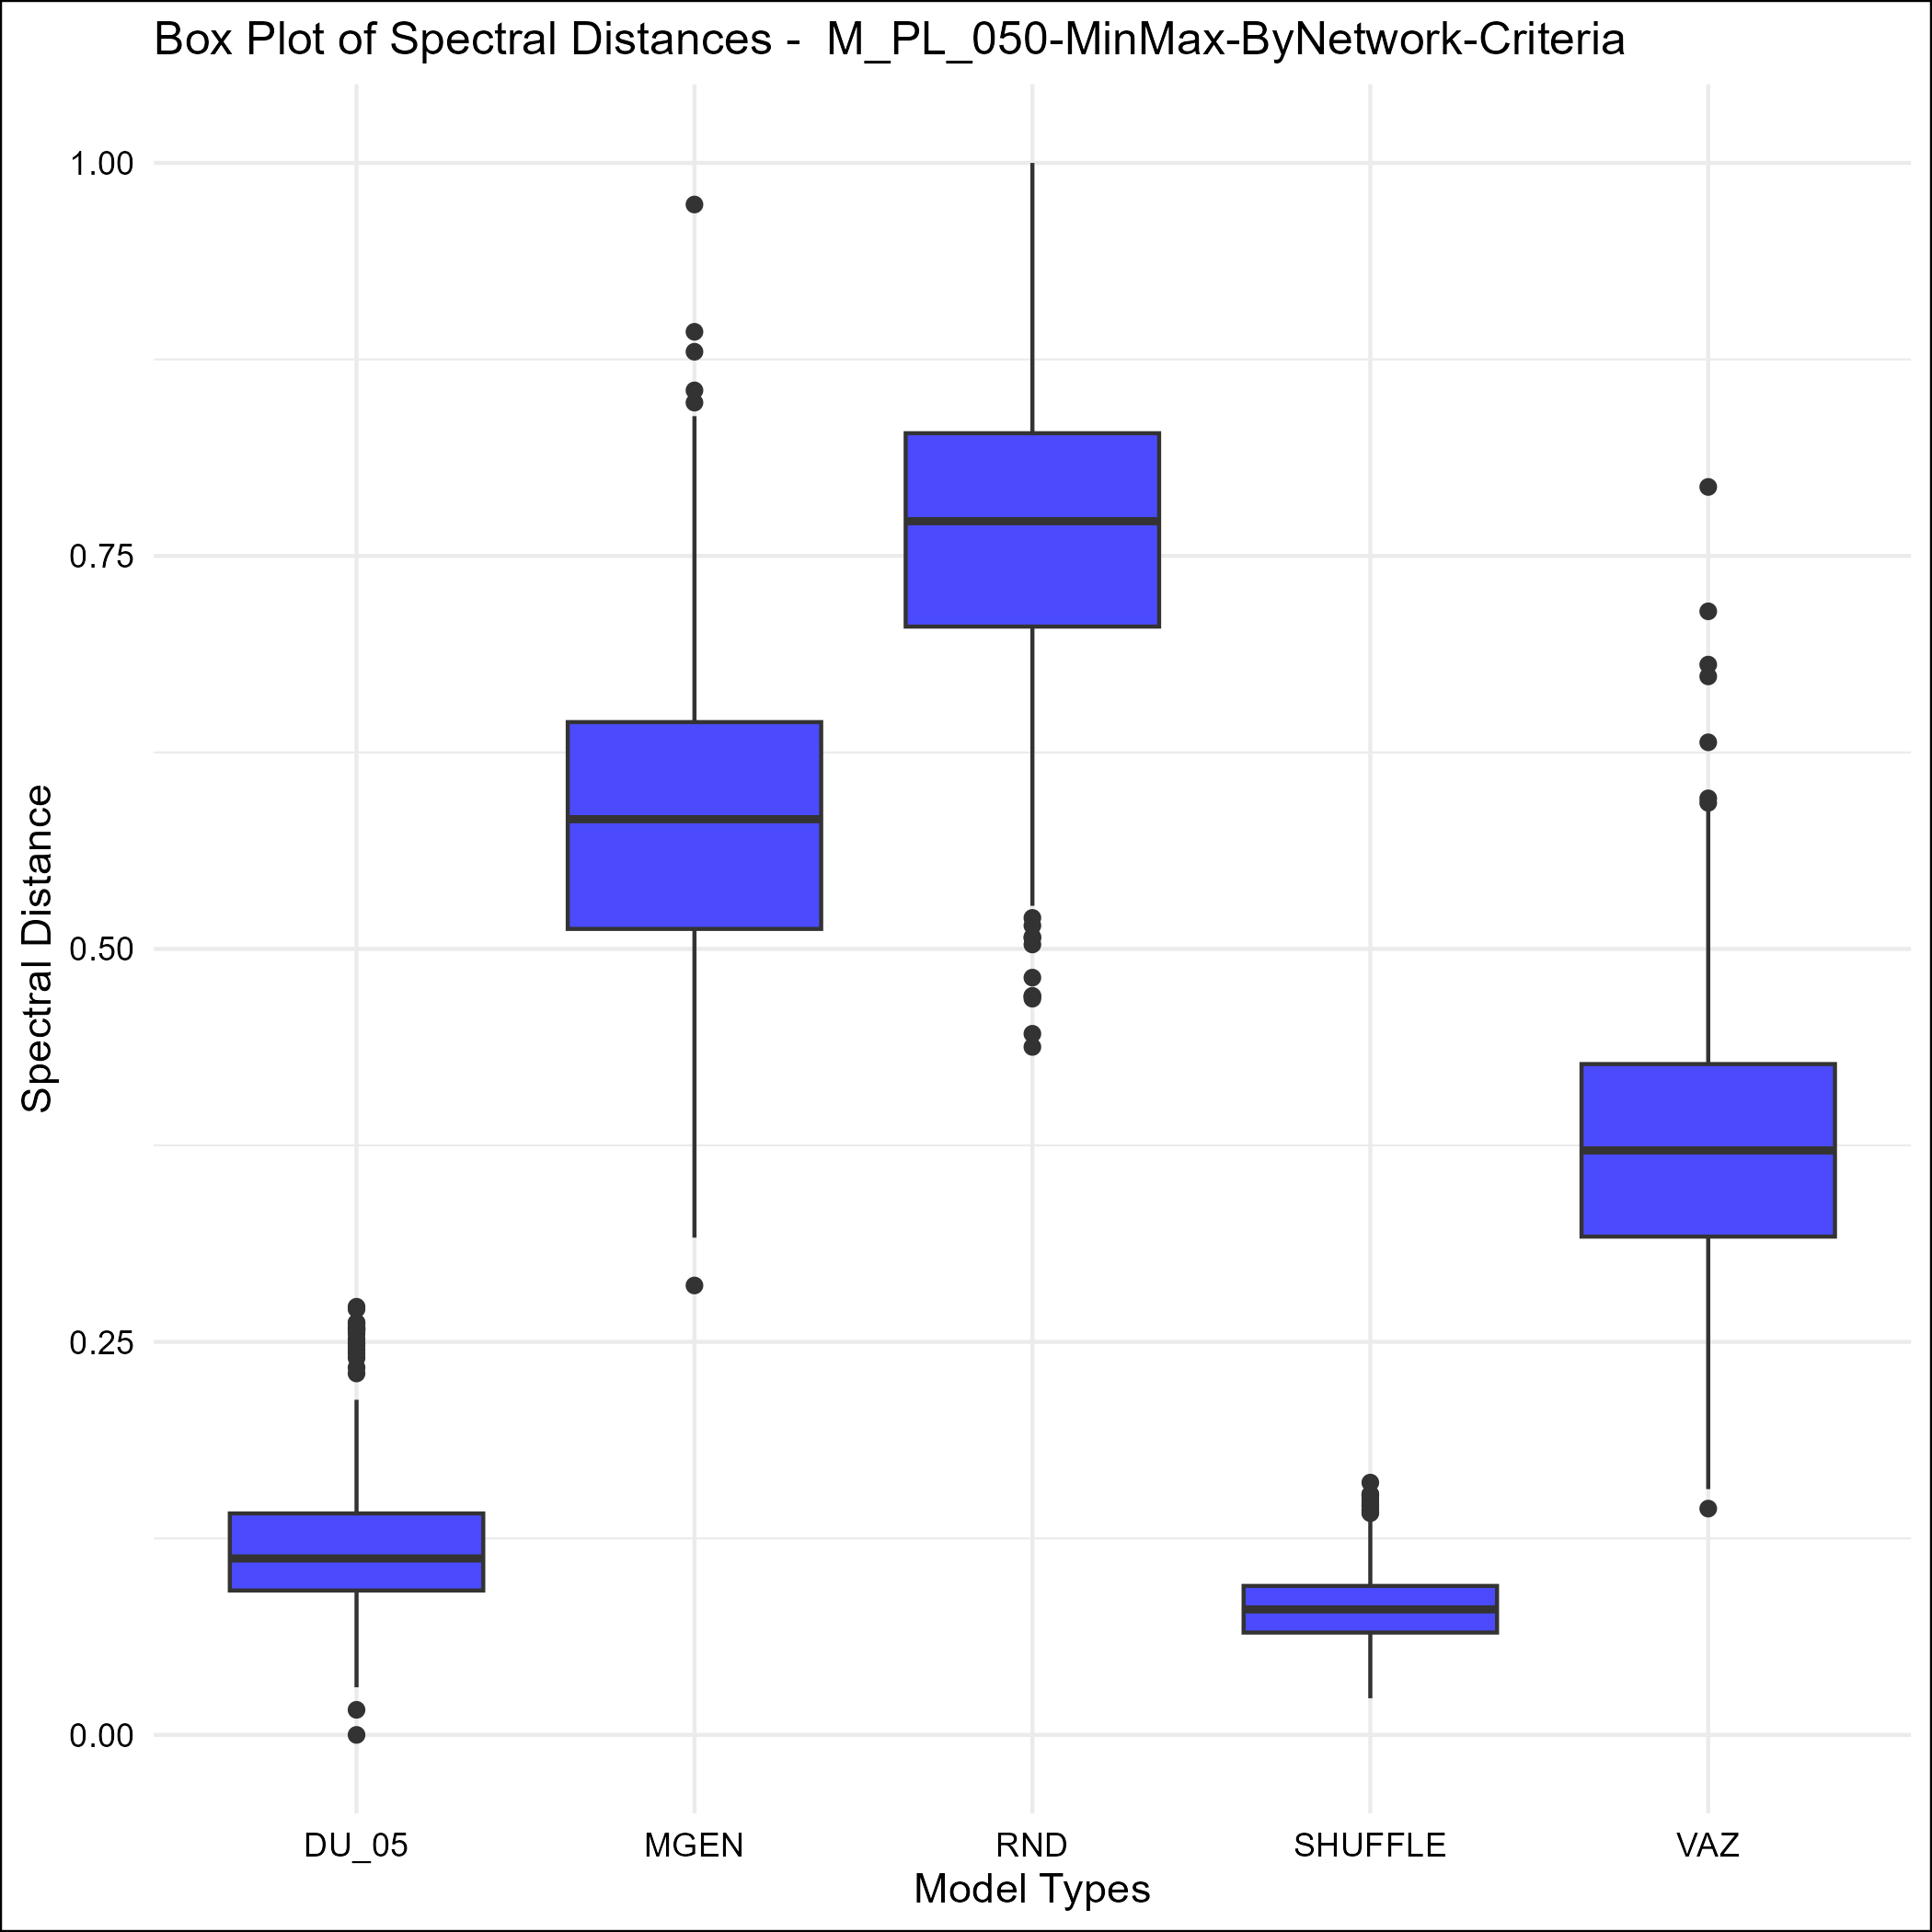 Box Plot of Spectral Distances -  M_PL_050-MinMax-ByNetwork-Criteria
Spectral Distance
1.00
0.75
0.50
0.25
0.00
DU_05 MGEN RND SHUFFLE VAZ
Model Types